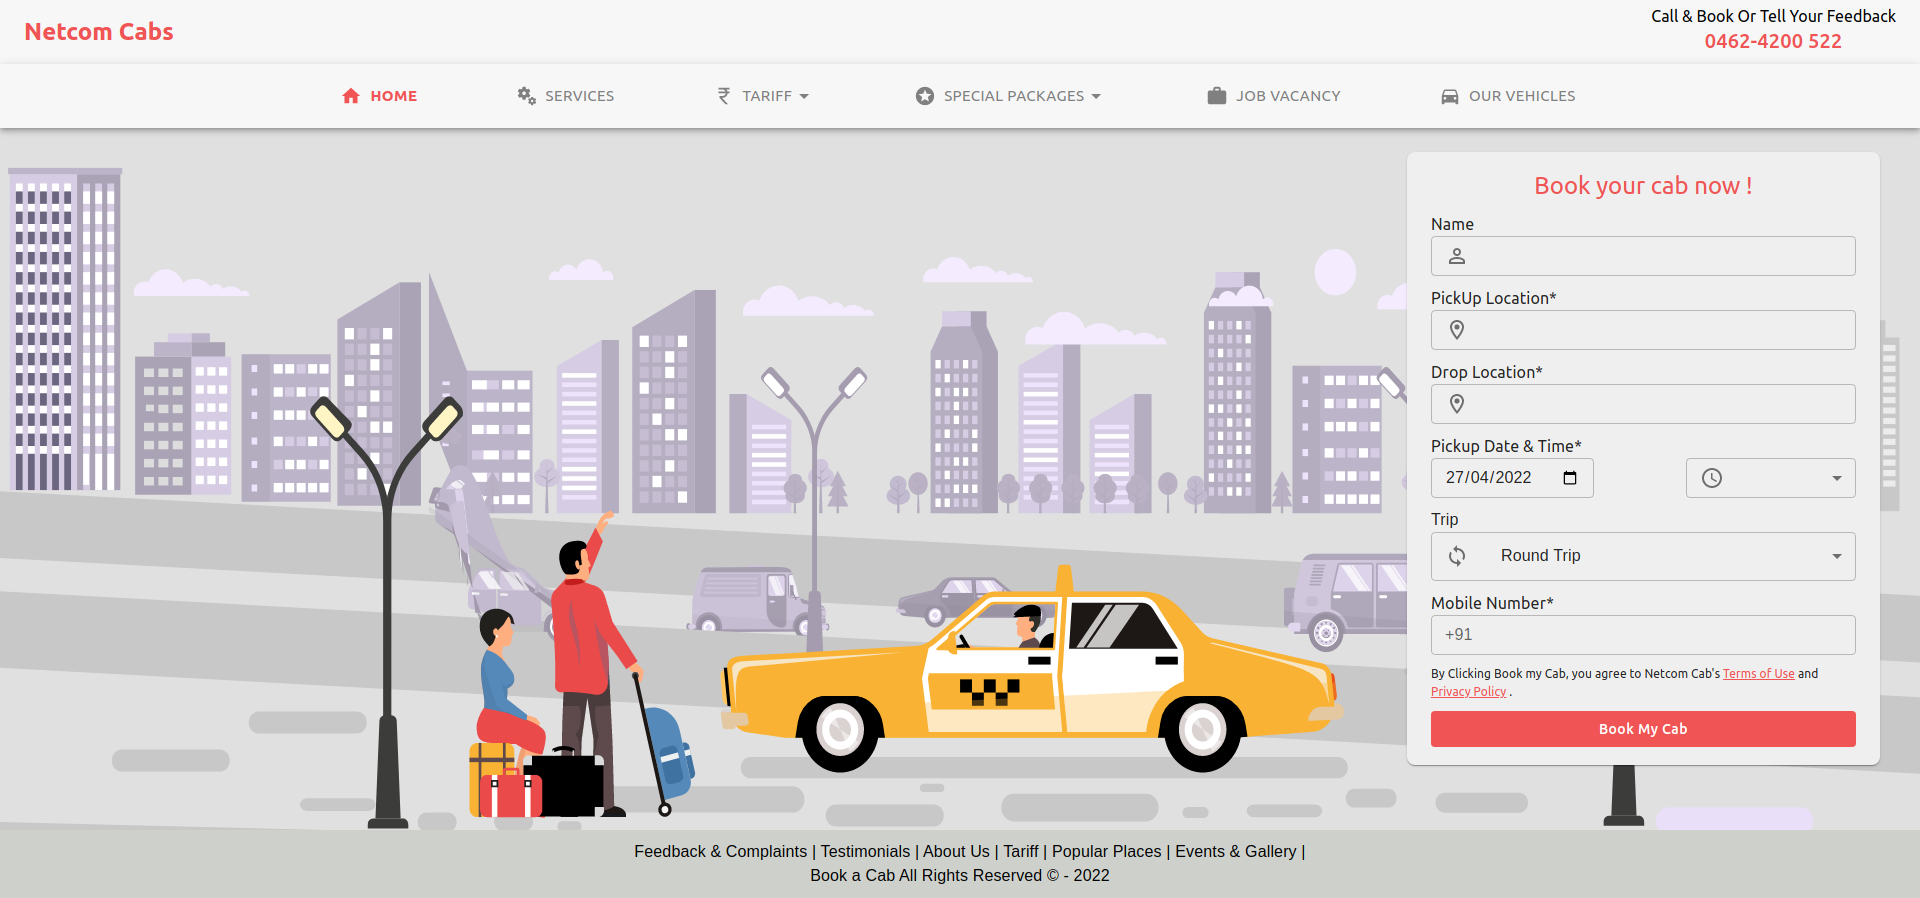 Netcom Cabs
Call & Book Or Tell Your Feedback
0462-4200 522
HOME
SERVICES
TARIFF
SPECIAL PACKAGES
JOB VACANCY
OUR VEHICLES
Book your cab now !
Name
PickUp Location*
Drop Location*
Pickup Date & Time*
27/04/2022
Trip
Round Trip
Mobile Number*
+91
By Clicking Book my Cab, you agree to Netcom Cab's Terms of Use and
Privacy Policy .
Book My Cab
Feedback & Complaints | Testimonials | About Us | Tariff | Popular Places | Events & Gallery |
Book a Cab All Rights Reserved © - 2022